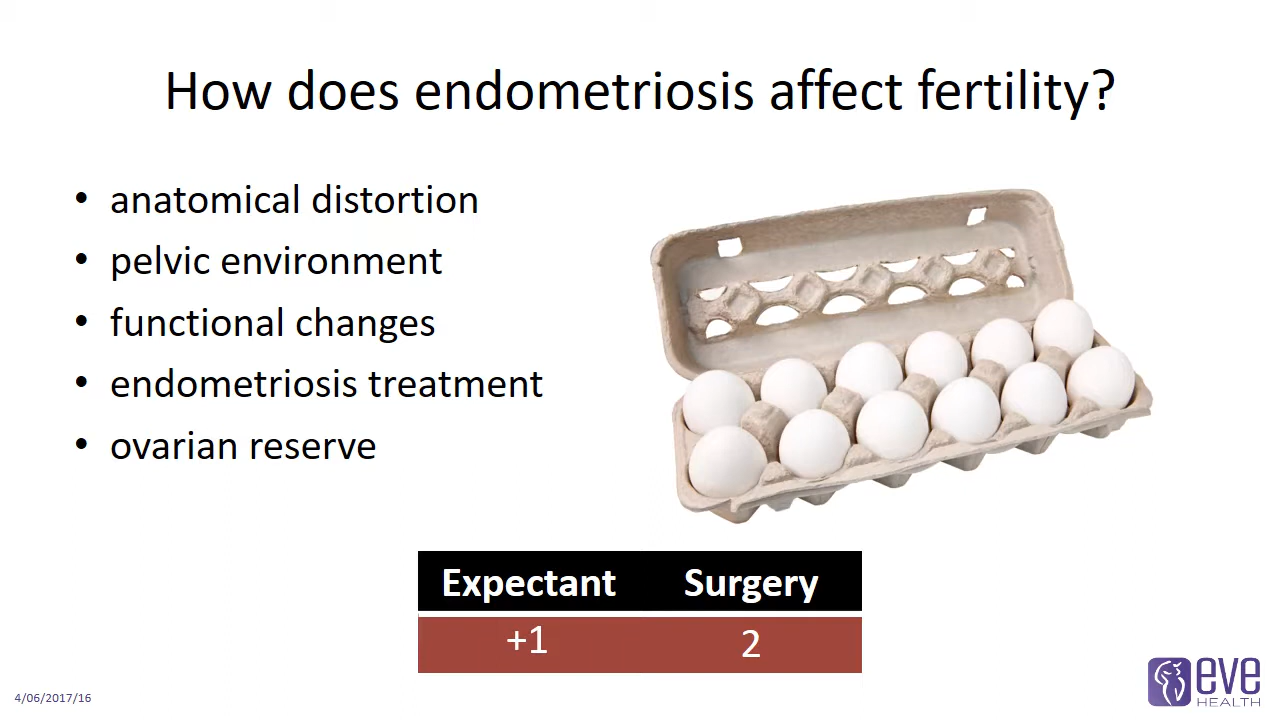 How does endometriosis affect fertility?
• anatomical distortion
• pelvic environment
• functional changes
• endometriosis treatment
• ovarian reserve
Expectant Surgery
+1 2
4/06/2017/16
eve
HEALTH